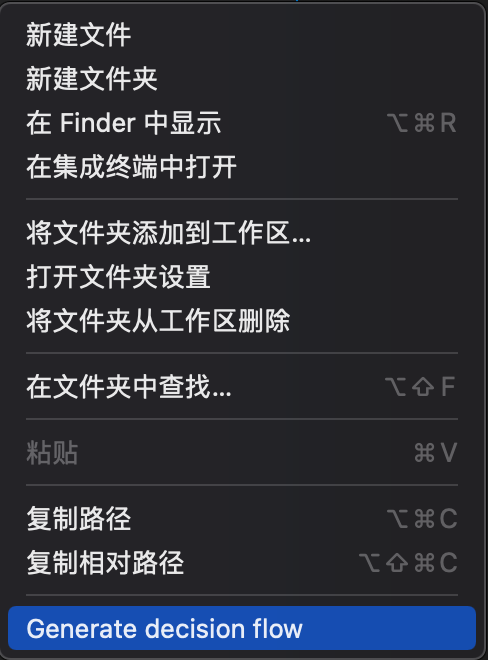 新建文件
新建文件夹
在 Finder 中显示 ⌥⌘R
在集成终端中打开
将文件夹添加到工作区...
打开文件夹设置
将文件夹从工作区删除
在文件夹中查找... ⌥⇧F
粘贴 ⌘V
复制路径 ⌥⌘C
复制相对路径 ⌥⇧⌘C
Generate decision flow